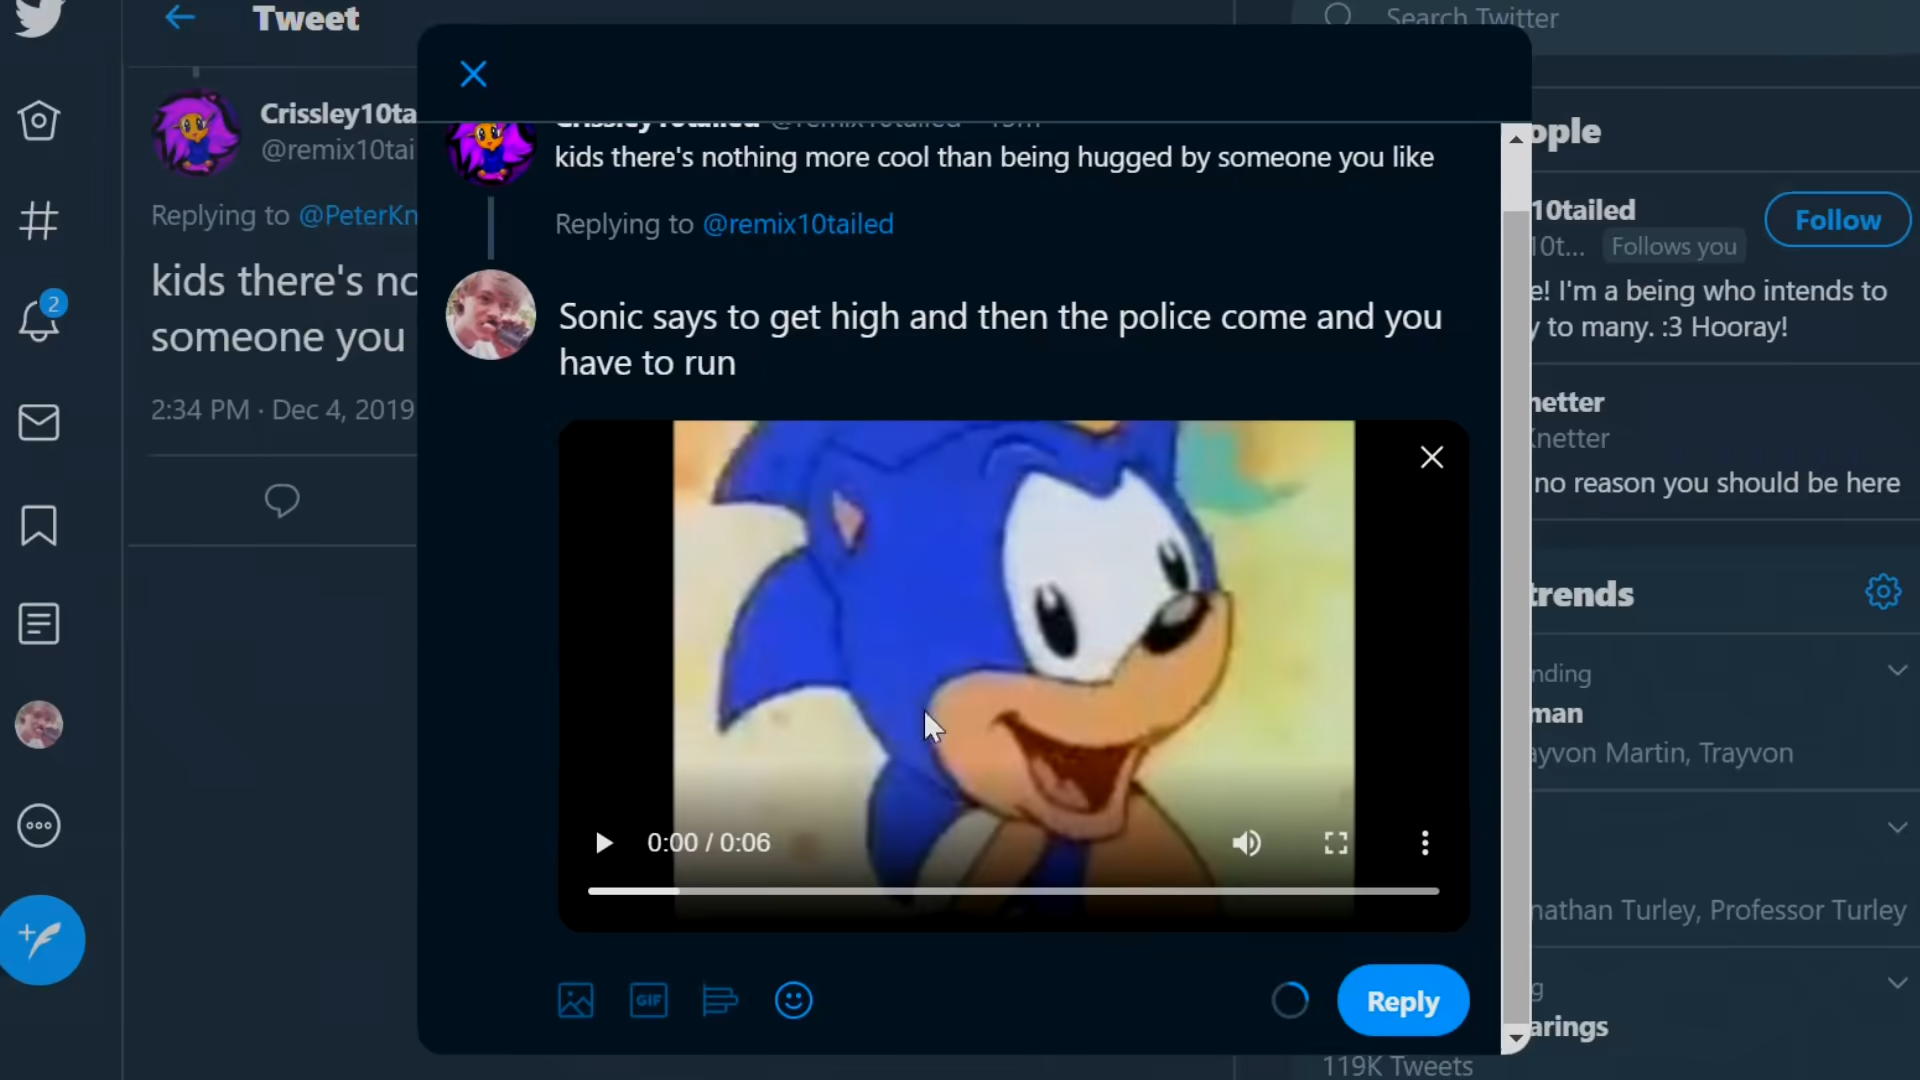 Tweet
Search Twitter
Crissley10ta
@remix10tai
Replying to @PeterKn
kids there's no
someone you
2:34 PM · Dec 4, 2019
2
Crissley10tailed @remix10tailed
kids there's nothing more cool than being hugged by someone you like
Replying to @remix10tailed
Sonic says to get high and then the police come and you
have to run
0:00 / 0:06
GIF
Reply
ople
10tailed
10t...
Follows you
Follow
e! I'm a being who intends to
y to many. :3 Hooray!
netter
Knetter
no reason you should be here
trends
nding
man
ayvon Martin, Trayvon
nathan Turley, Professor Turley
g
arings
119K Tweets